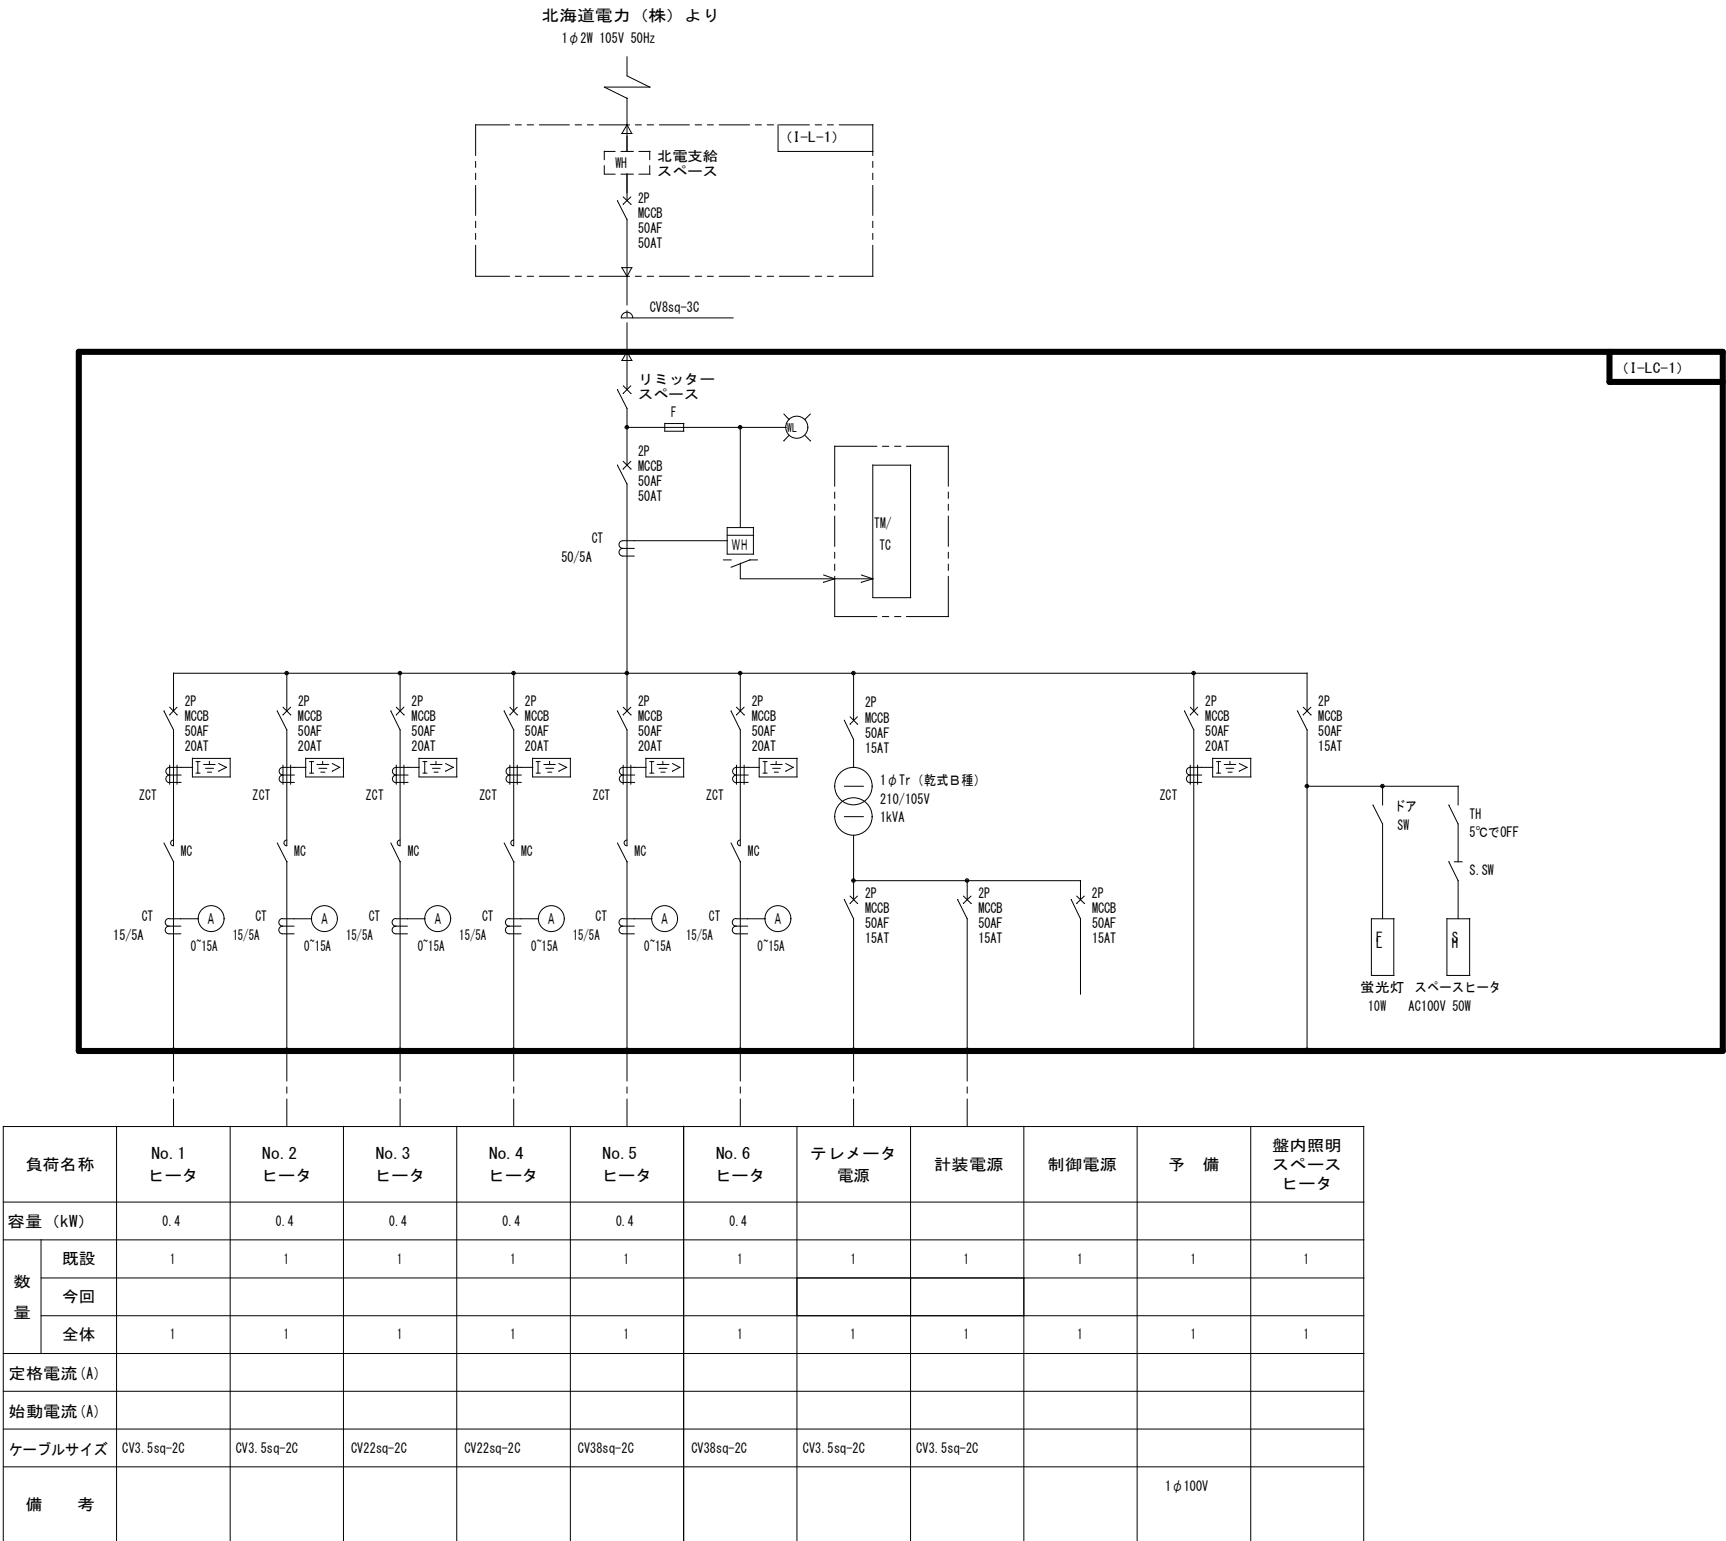 北海道電力（株）より
1φ2W 105V 50Hz
(I-L-1)
WH
北電支給
スペース
2P
MCCB
50AF
50AT
CV8sq-3C
(I-LC-1)
リミッター
スペース
F
WL
2P
MCCB
50AF
50AT
CT
50/5A
WH
TM/
TC
2P
MCCB
50AF
20AT
I>
ZCT
MC
CT
15/5A
A
0~15A
2P
MCCB
50AF
20AT
I>
ZCT
MC
CT
15/5A
A
0~15A
2P
MCCB
50AF
20AT
I>
ZCT
MC
CT
15/5A
A
0~15A
2P
MCCB
50AF
20AT
I>
ZCT
MC
CT
15/5A
A
0~15A
2P
MCCB
50AF
20AT
I>
ZCT
MC
CT
15/5A
A
0~15A
2P
MCCB
50AF
20AT
I>
ZCT
MC
CT
15/5A
A
0~15A
2P
MCCB
50AF
15AT
1φTr（乾式B種）
210/105V
1kVA
2P
MCCB
50AF
15AT
2P
MCCB
50AF
15AT
2P
MCCB
50AF
15AT
2P
MCCB
50AF
20AT
I>
ZCT
2P
MCCB
50AF
15AT
ドア
SW
TH
5℃でOFF
S.SW
FL
SH
蛍光灯
10W
スペースヒータ
AC100V 50W
負荷名称 No.1 ヒータ No.2 ヒータ No.3 ヒータ No.4 ヒータ No.5 ヒータ No.6 ヒータ テレメータ 電源 計装電源 制御電源 予　備 盤内照明 スペース ヒータ
容量（kW） 0.4 0.4 0.4 0.4 0.4 0.4
数量 既設 1 1 1 1 1 1 1 1 1 1 1
今回
全体 1 1 1 1 1 1 1 1 1 1 1
定格電流(A)
始動電流(A)
ケーブルサイズ CV3.5sq-2C CV3.5sq-2C CV22sq-2C CV22sq-2C CV38sq-2C CV38sq-2C CV3.5sq-2C CV3.5sq-2C
備　考 1φ100V